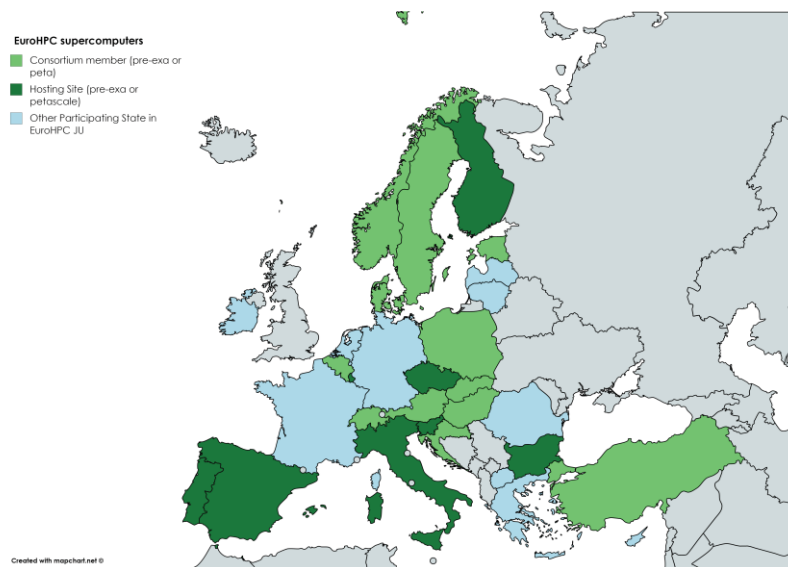 EuroHPC supercomputers
Consortium member (pre-exa or
peta)
Hosting Site (pre-exa or
petascale)
Other Participating State in
EuroHPC JU
Created with mapchart.net ©